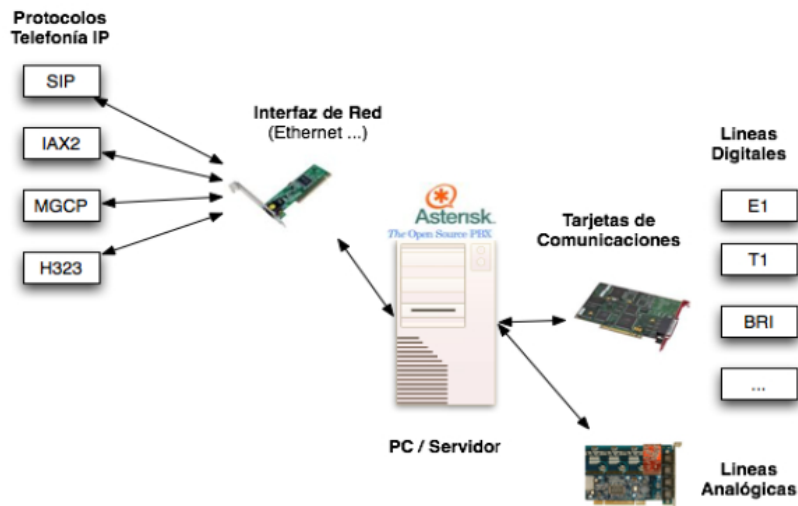 Protocolos
Telefonía IP
SIP
IAX2
MGCP
H323
Interfaz de Red
(Ethernet ...)
Asterisk
The Open Source PBX
PC / Servidor
Tarjetas de
Comunicaciones
Lineas
Digitales
E1
T1
BRI
...
Lineas
Analógicas